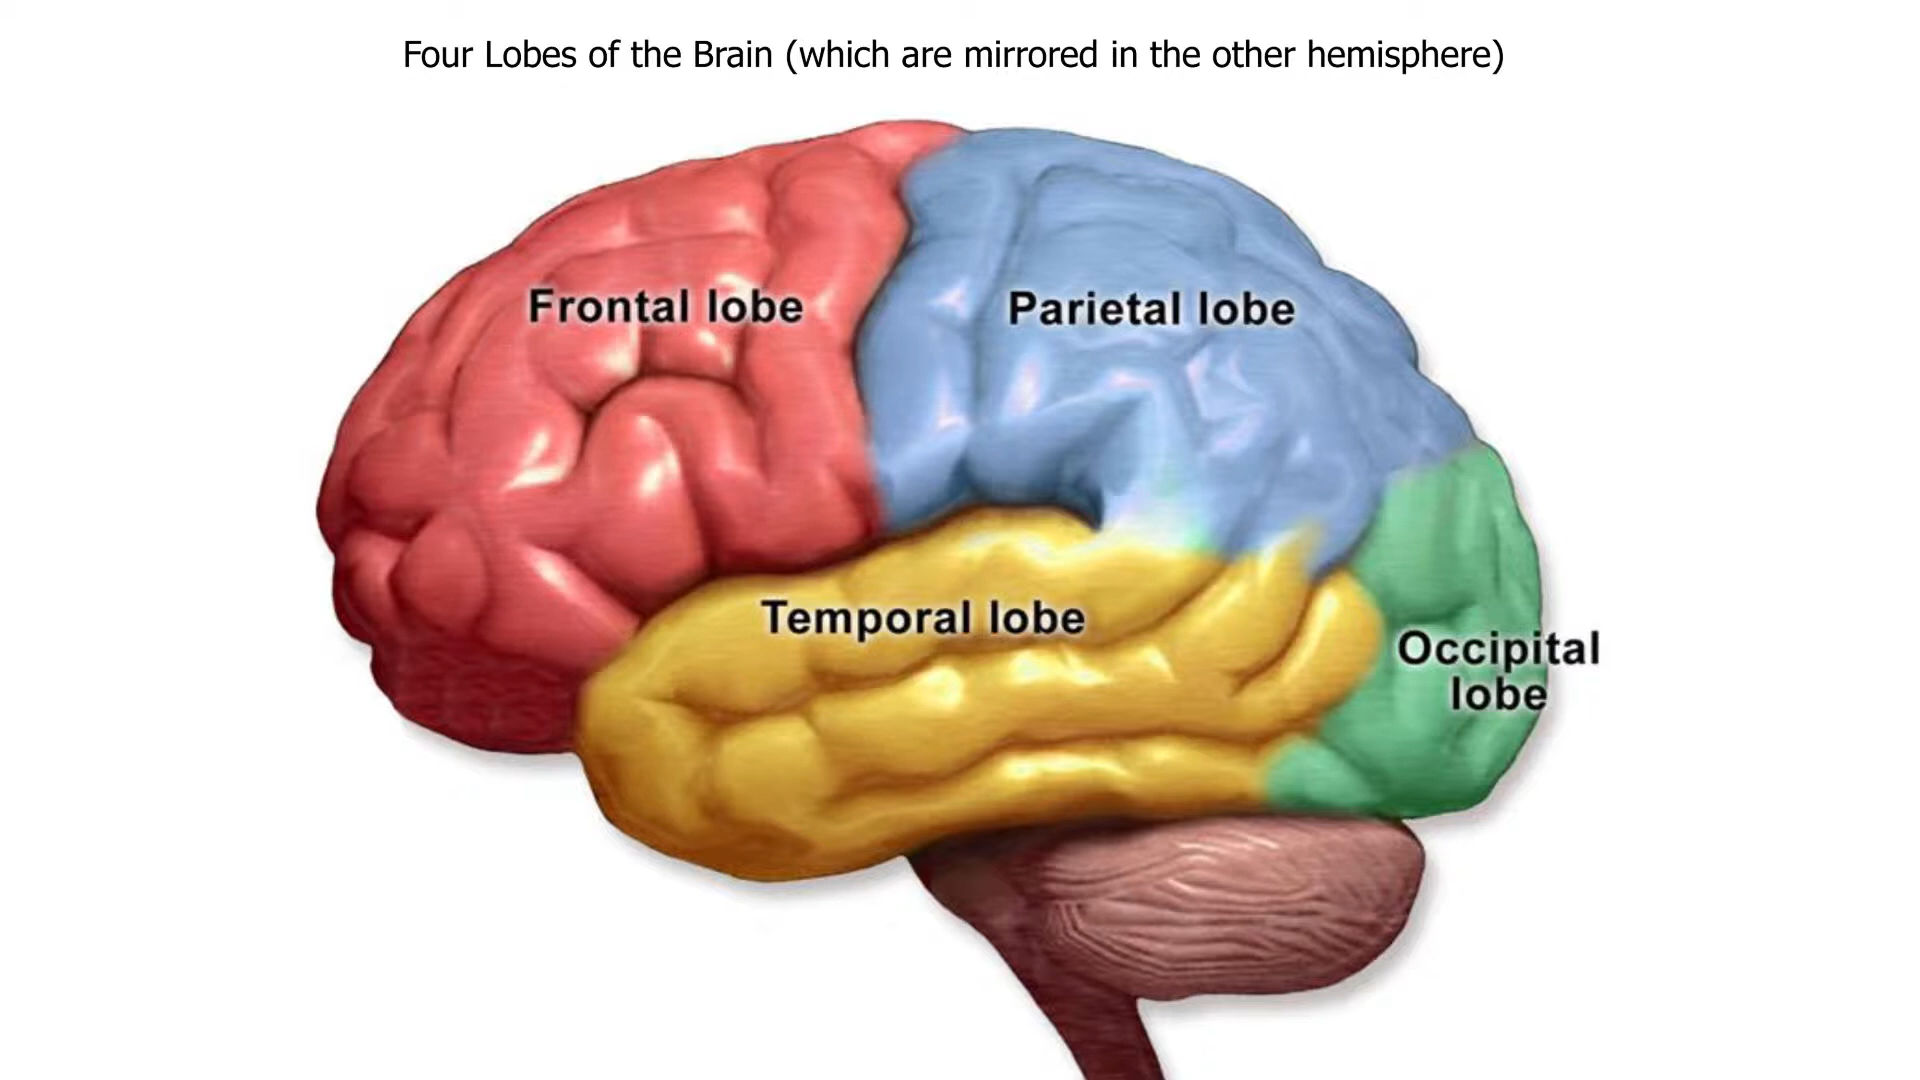 Four Lobes of the Brain (which are mirrored in the other hemisphere)
Frontal lobe
Parietal lobe
Temporal lobe
Occipital
lobe